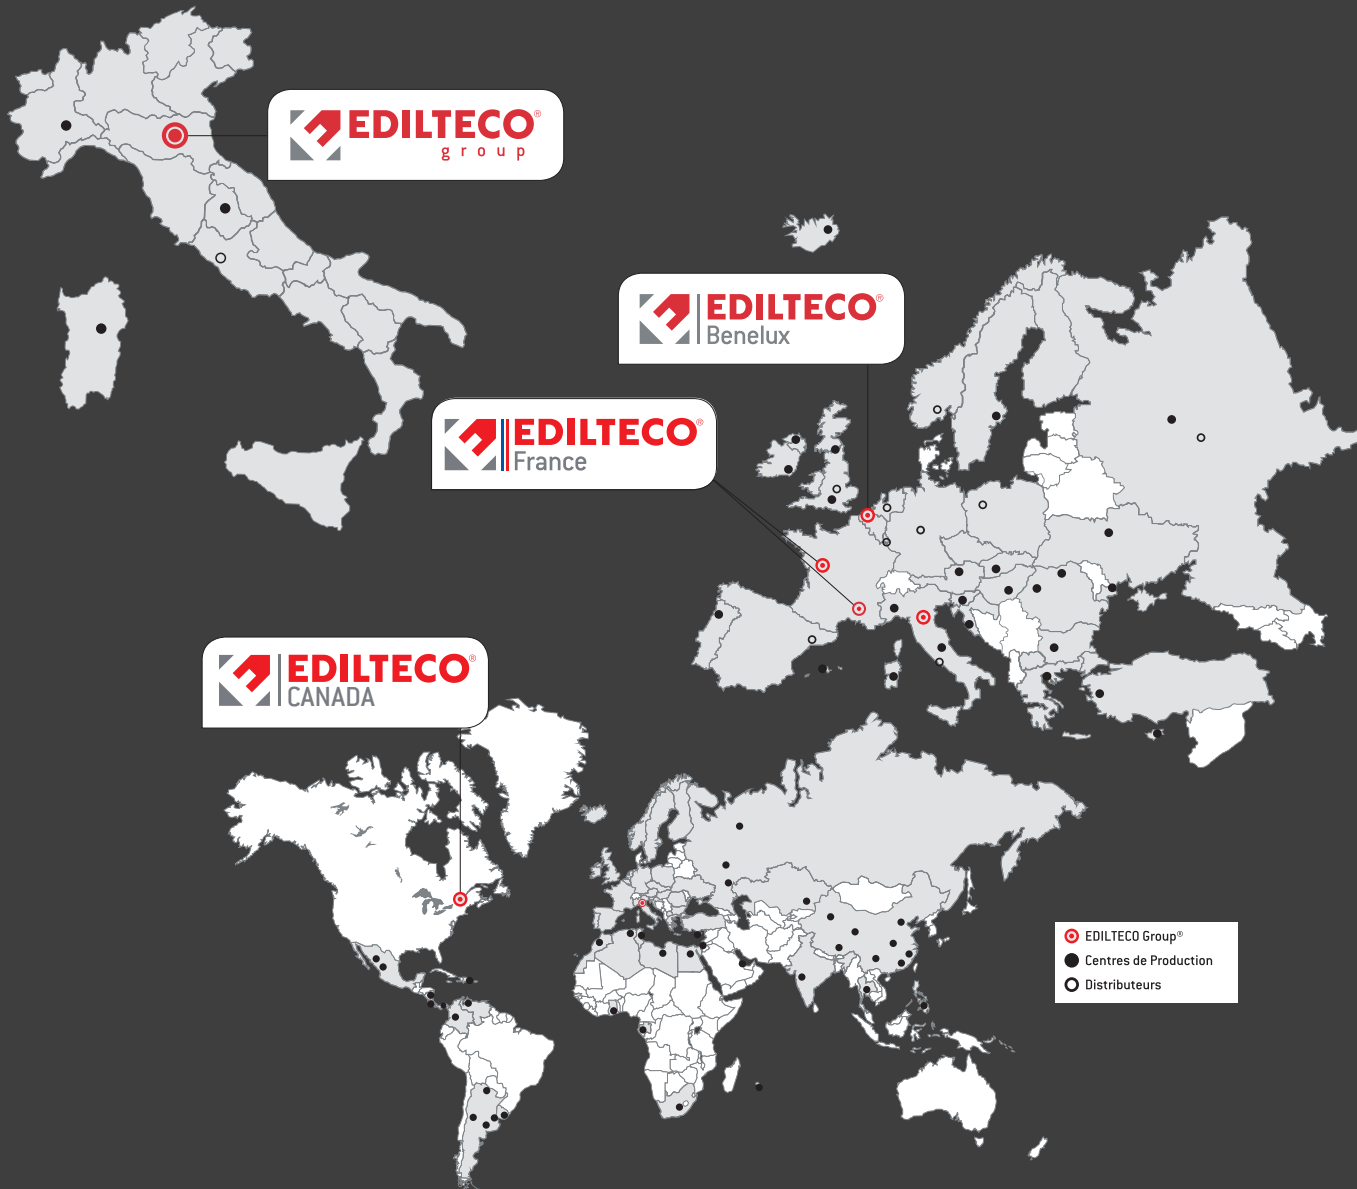 EDILTECO®
group
EDILTECO®
Benelux
EDILTECO®
France
EDILTECO®
CANADA
EDILTECO Group®
Centres de Production
Distributeurs